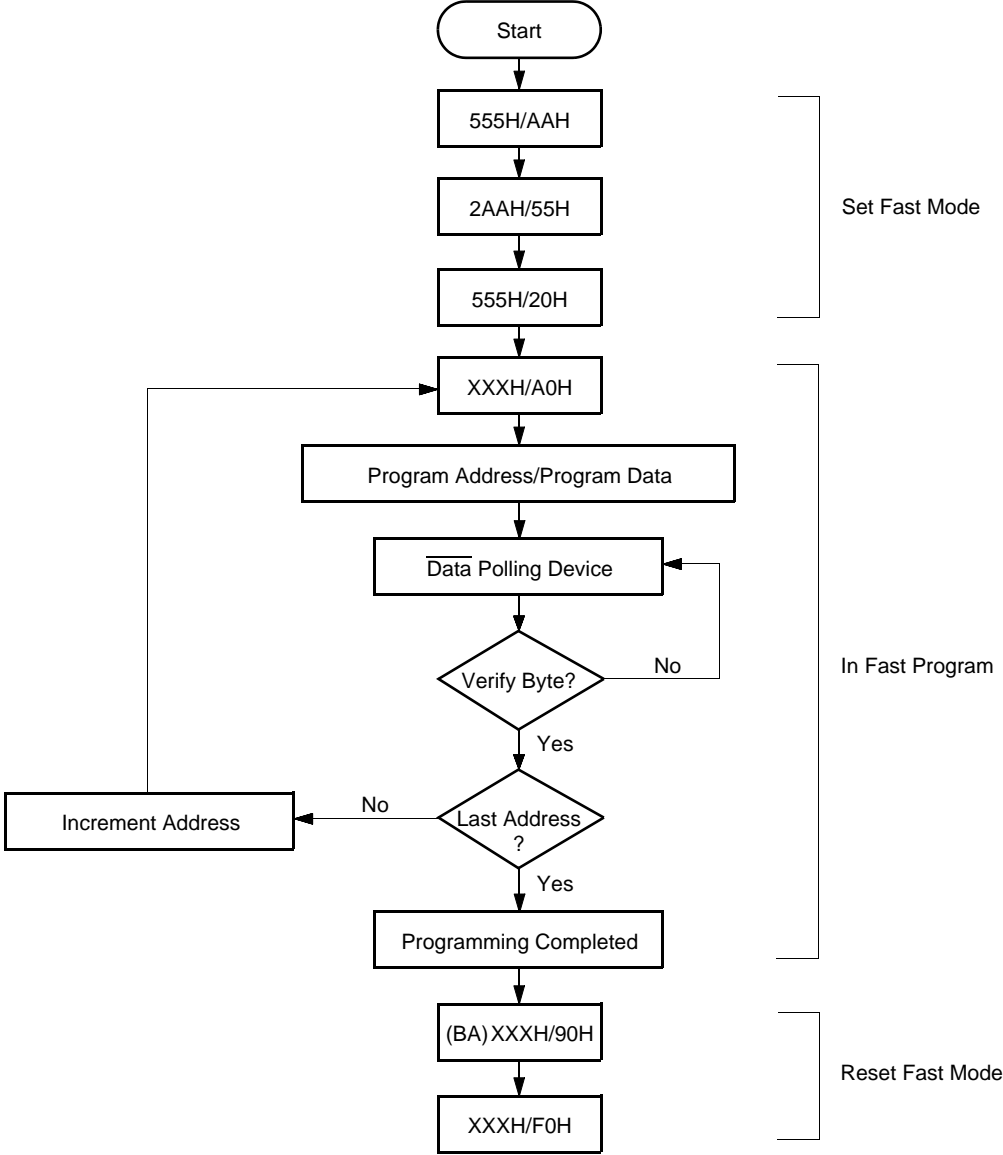 Start
555H/AAH
2AAH/55H
Set Fast Mode
555H/20H
XXXH/A0H
Program Address/Program Data
Data Polling Device
Verify Byte?
No
In Fast Program
Yes
Increment Address
No
Last Address
?
Yes
Programming Completed
(BA) XXXH/90H
Reset Fast Mode
XXXH/F0H